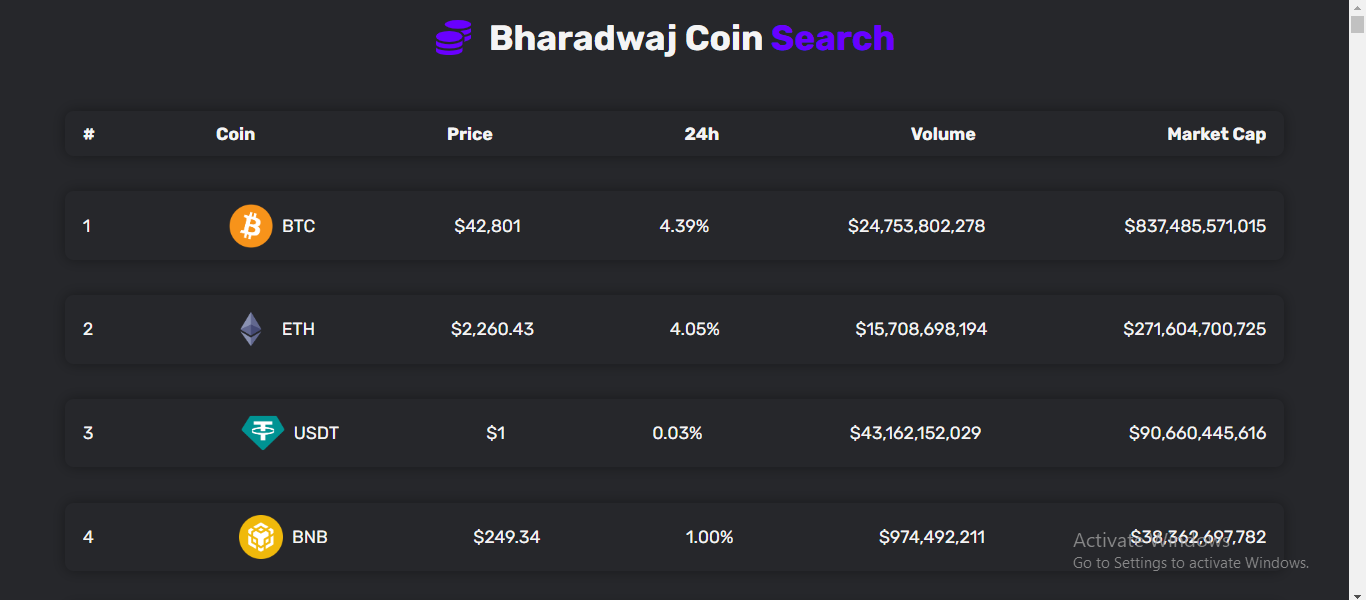 Bharadwaj Coin Search
# Coin Price 24h Volume Market Cap
1 BTC $42,801 4.39% $24,753,802,278 $837,485,571,015
2 ETH $2,260.43 4.05% $15,708,698,194 $271,604,700,725
3 USDT $1 0.03% $43,162,152,029 $90,660,445,616
4 BNB $249.34 1.00% $974,492,211 $38,362,697,782
Activate Windows
Go to Settings to activate Windows.